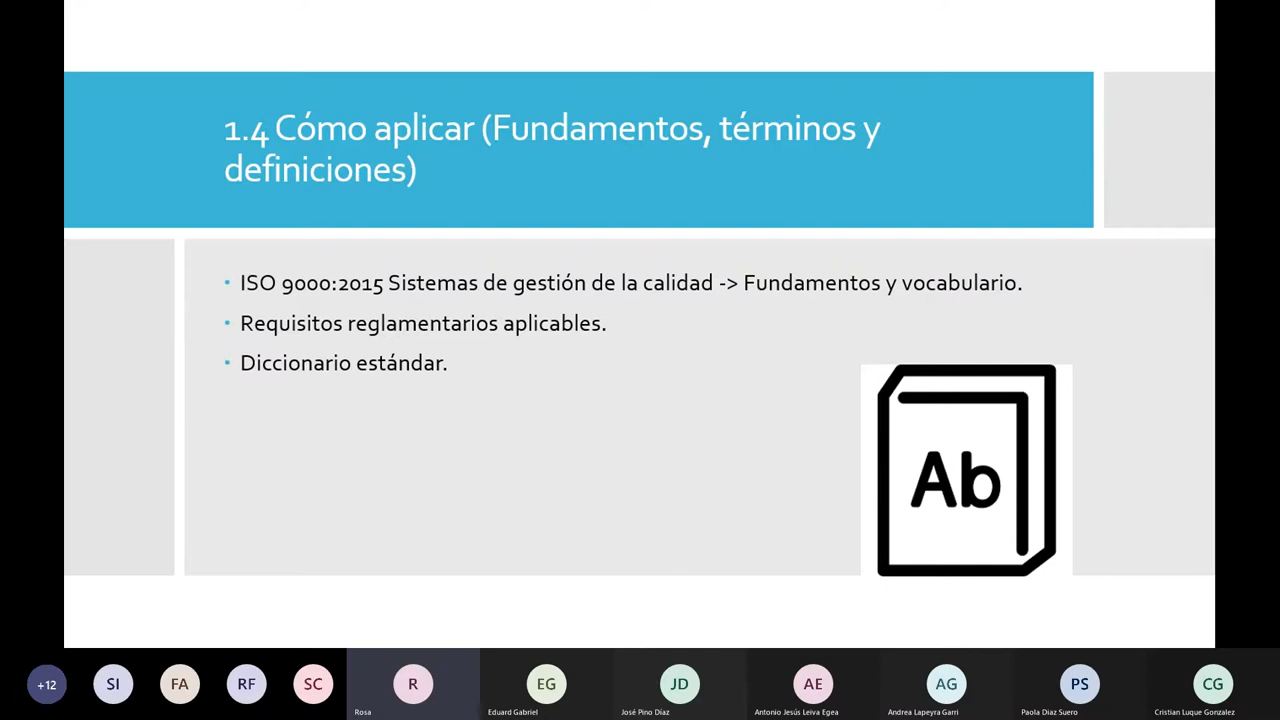 1.4 Cómo aplicar (Fundamentos, términos y
definiciones)
• ISO 9000:2015 Sistemas de gestión de la calidad -> Fundamentos y vocabulario.
• Requisitos reglamentarios aplicables.
• Diccionario estándar.
Ab
+12
SI
FA
RF
SC
R
EG
JD
AE
AG
PS
CG
Rosa
Eduard Gabriel
José Pino Díaz
Antonio Jesús Leiva Egea
Andrea Lapeyra Garri
Paola Diaz Suero
Cristian Luque Gonzalez